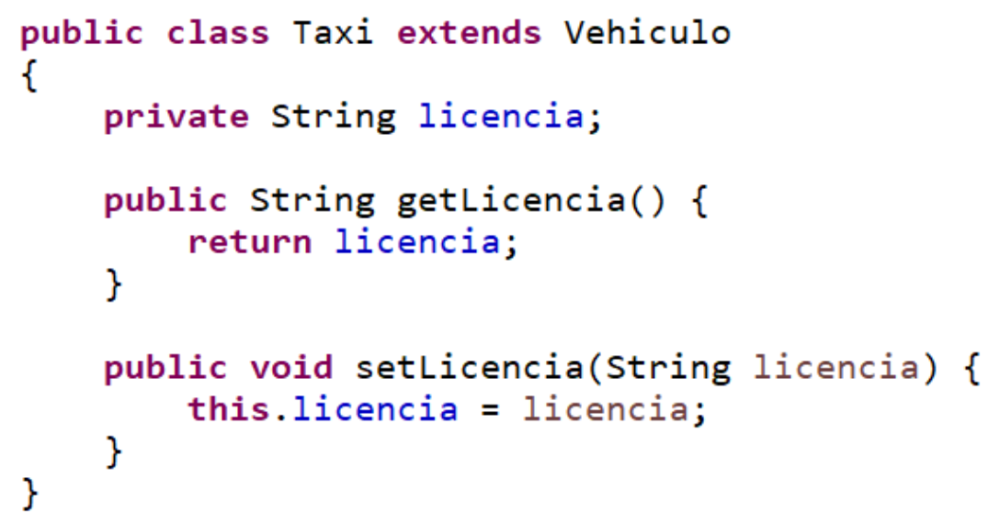 public class Taxi extends Vehiculo
{
    private String licencia;

    public String getLicencia() {
        return licencia;
    }

    public void setLicencia(String licencia) {
        this.licencia = licencia;
    }
}